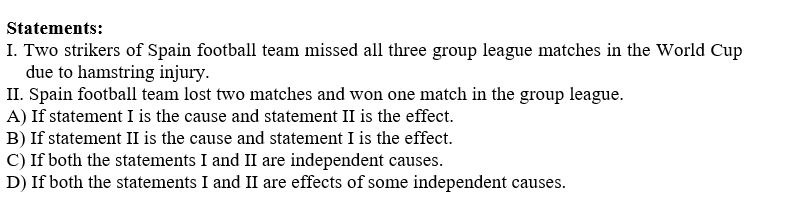 Statements:
I. Two strikers of Spain football team missed all three group league matches in the World Cup
due to hamstring injury.
II. Spain football team lost two matches and won one match in the group league.
A) If statement I is the cause and statement II is the effect.
B) If statement II is the cause and statement I is the effect.
C) If both the statements I and II are independent causes.
D) If both the statements I and II are effects of some independent causes.